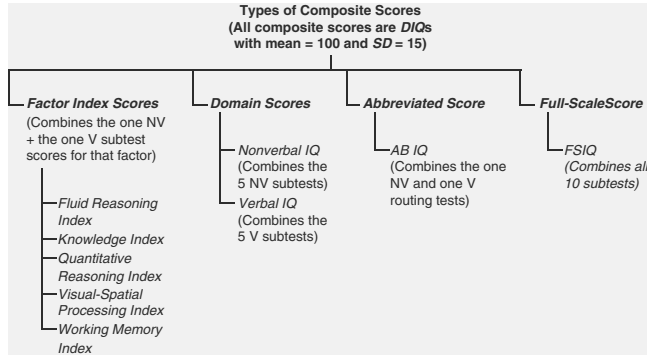 Types of Composite Scores
(All composite scores are DIQs
with mean = 100 and SD = 15)
Factor Index Scores
(Combines the one NV
+ the one V subtest
scores for that factor)
Fluid Reasoning
Index
Knowledge Index
Quantitative
Reasoning Index
Visual-Spatial
Processing Index
Working Memory
Index
Domain Scores
Nonverbal IQ
(Combines the
5 NV subtests)
Verbal IQ
(Combines the
5 V subtests)
Abbreviated Score
AB IQ
(Combines the one
NV and one V
routing tests)
Full-ScaleScore
FSIQ
(Combines all
10 subtests)